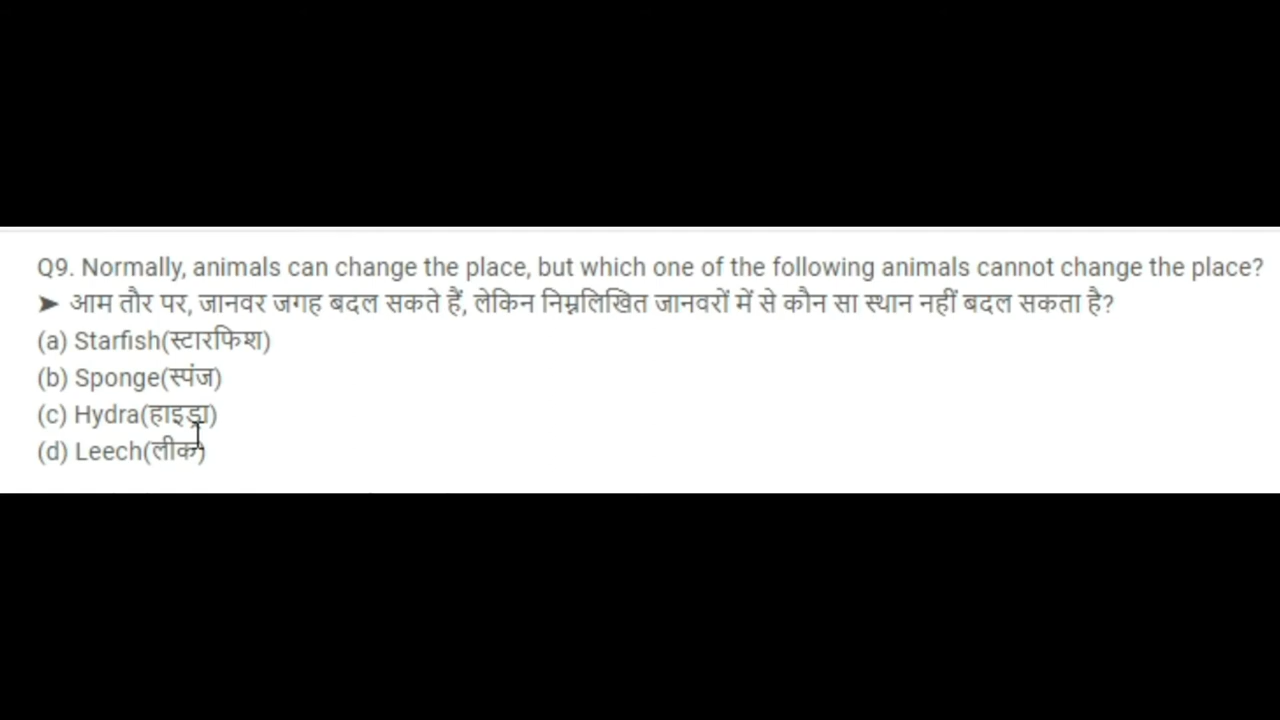 Q9. Normally, animals can change the place, but which one of the following animals cannot change the place?
➤ आम तौर पर, जानवर जगह बदल सकते हैं, लेकिन निम्नलिखित जानवरों में से कौन सा स्थान नहीं बदल सकता है?
(a) Starfish(स्टारफिश)
(b) Sponge(स्पंज)
(c) Hydra(हाइड्रा)
(d) Leech(लीक)